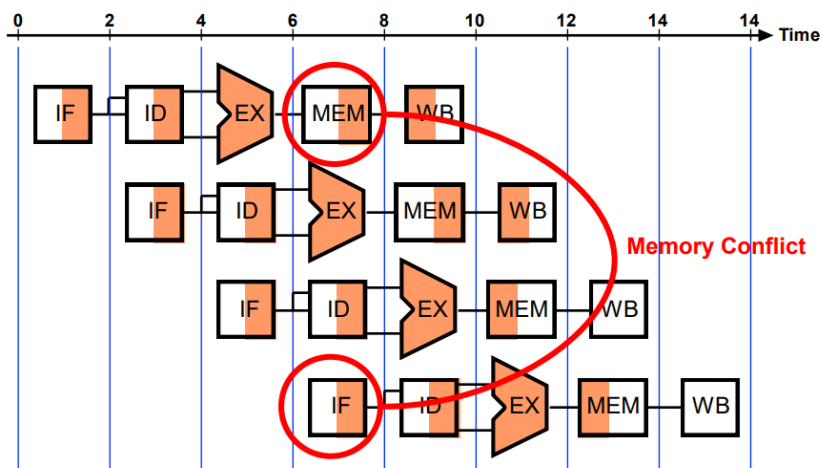 0 2 4 6 8 10 12 14 14 Time
IF ID EX MEM WB
IF ID EX MEM WB
Memory Conflict
IF ID EX MEM WB
IF ID EX MEM WB